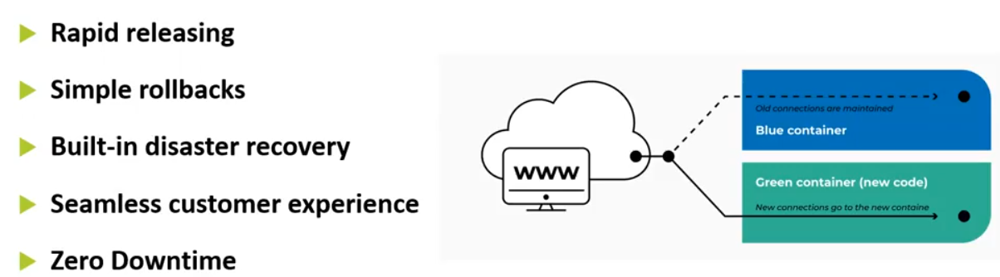 Rapid releasing
Simple rollbacks
Built-in disaster recovery
Seamless customer experience
Zero Downtime
www
Old connections are maintained
Blue container
Green container (new code)
New connections go to the new containe